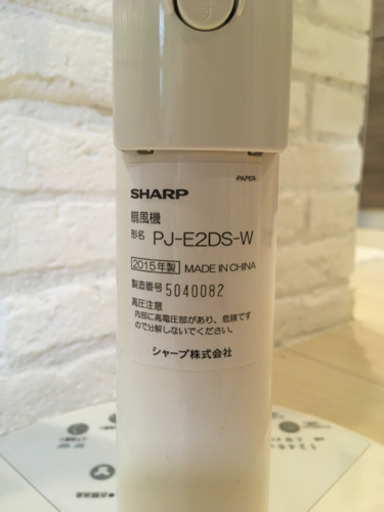 す
-PAPER-
SHARP
扇風機
形名 PJ-E2DS-W
2015年製 MADE IN CHINA
製造番号 5040082
高圧注意
内部に高電圧部があり、危険です
ので分解しないでください。
シャープ株式会社